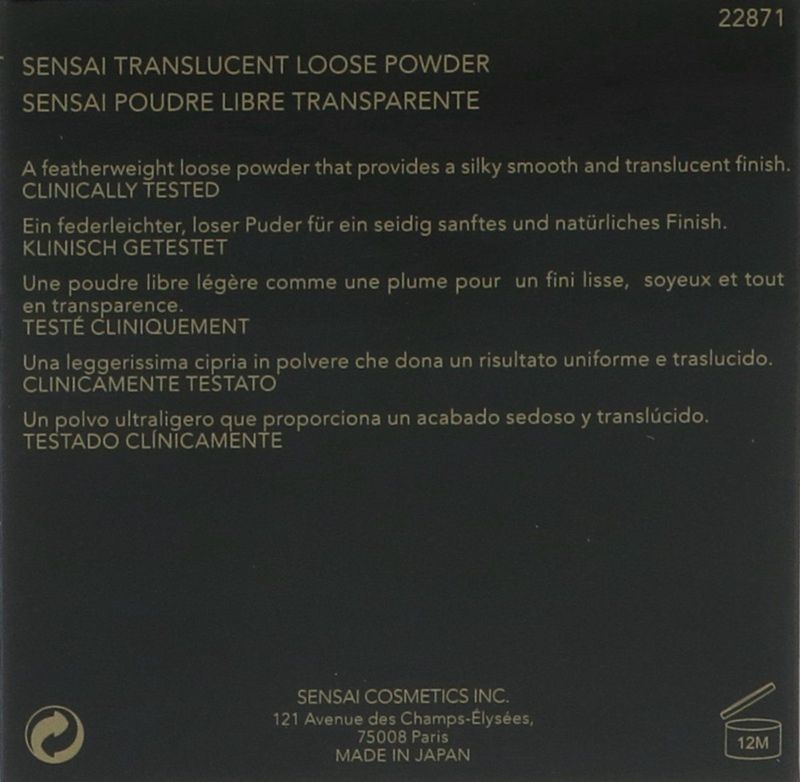 22871
SENSAI TRANSLUCENT LOOSE POWDER
SENSAI POUDRE LIBRE TRANSPARENTE
A featherweight loose powder that provides a silky smooth and translucent finish.
CLINICALLY TESTED
Ein federleichter, loser Puder für ein seidig sanftes und natürliches Finish.
KLINISCH GETESTET
Une poudre libre légère comme une plume pour un fini lisse, soyeux et tout
en transparence.
TESTÉ CLINIQUEMENT
Una leggerissima cipria in polvere che dona un risultato uniforme e traslucido.
CLINICAMENTE TESTATO
Un polvo ultraligero que proporciona un acabado sedoso y translúcido.
TESTADO CLÍNICAMENTE
SENSAI COSMETICS INC.
121 Avenue des Champs-Élysées,
75008 Paris
MADE IN JAPAN
12M